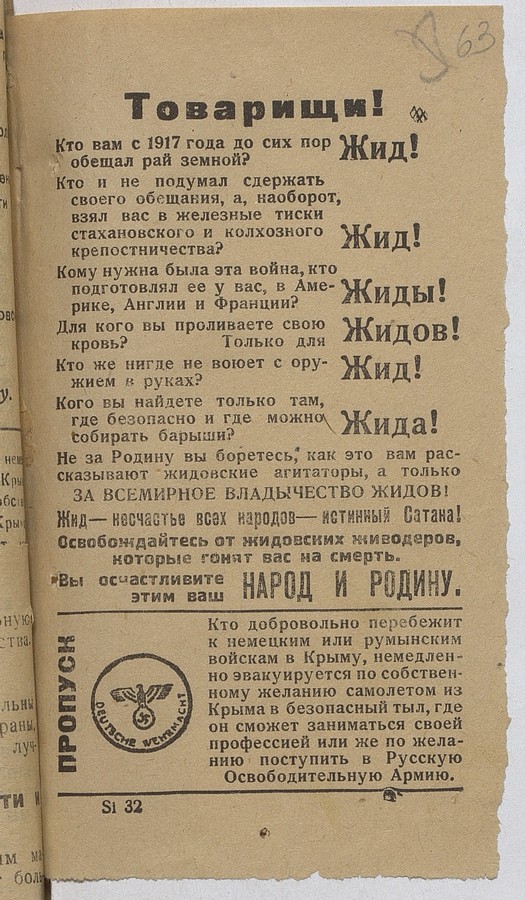 63
Товарищи!
Кто вам с 1917 года до сих пор
обещал рай земной?
Жид!
Кто и не подумал сдержать
своего обещания, а, наоборот,
взял вас в железные тиски
стахановского и колхозного
крепостничества?
Жид!
Кому нужна была эта война, кто
подготовлял ее у вас, в Аме-
рике, Англии и Франции?
Жиды!
Для кого вы проливаете свою
кровь? Только для
Жидов!
Кто же нигде не воюет с ору-
жием в руках?
Жид!
Кого вы найдете только там,
где безопасно и где можно
собирать барыши?
Жида!
Не за Родину вы боретесь, как это вам рас-
сказывают жидовские агитаторы, а только
ЗА ВСЕМИРНОЕ ВЛАДЫЧЕСТВО ЖИДОВ!
Жид—несчастье всех народов—истинный Сатана!
Освобождайтесь от жидовских живодеров,
которые гонят вас на смерть.
Вы осчастливите
этим ваш
НАРОД И РОДИНУ.
ПРОПУСК
DEUTSCHE WEHRMACHT
Кто добровольно перебежит
к немецким или румынским
войскам в Крыму, немедлен-
но эвакуируется по собствен-
ному желанию самолетом из
Крыма в безопасный тыл, где
он сможет заниматься своей
профессией или же по жела-
нию поступить в Русскую
Освободительную Армию.
Si 32